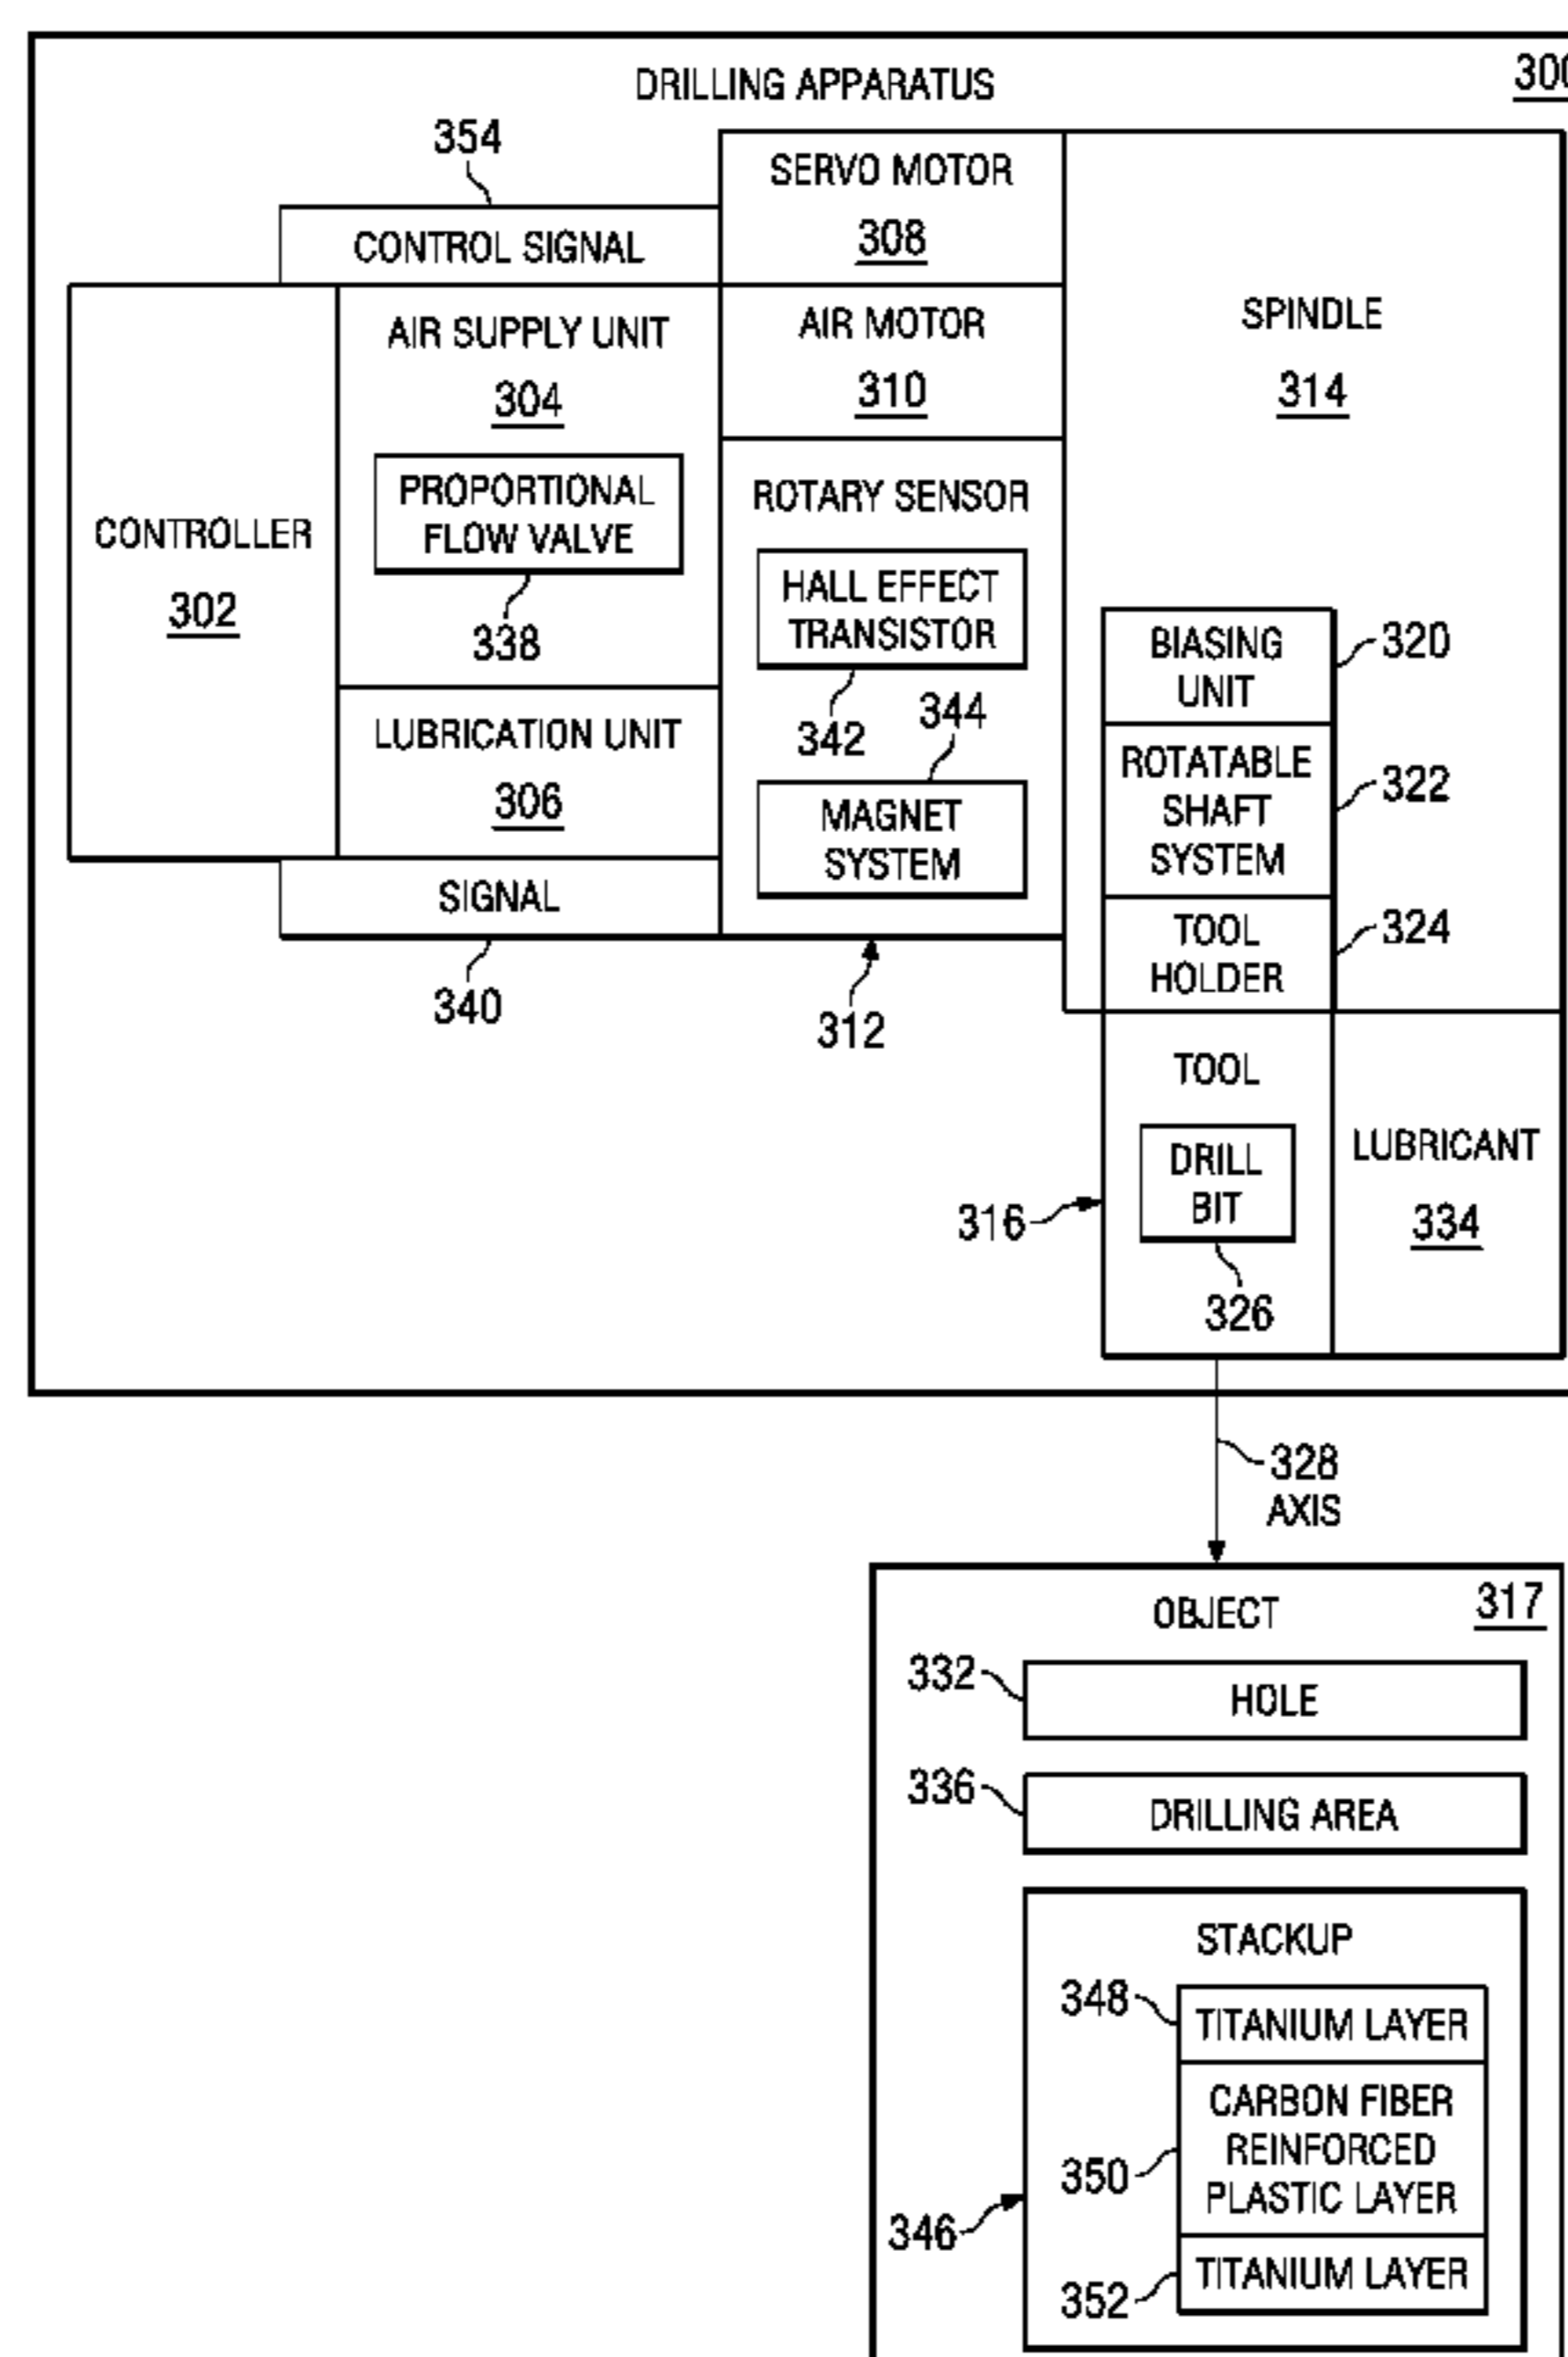 DRILLING APPARATUS
300
354
CONTROL SIGNAL
SERVO MOTOR
308
CONTROLLER
302
AIR SUPPLY UNIT
304
PROPORTIONAL
FLOW VALVE
338
LUBRICATION UNIT
306
SIGNAL
340
AIR MOTOR
310
ROTARY SENSOR
HALL EFFECT
TRANSISTOR
342
344
MAGNET
SYSTEM
312
SPINDLE
314
BIASING
UNIT
320
ROTATABLE
SHAFT
SYSTEM
322
TOOL
HOLDER
324
TOOL
DRILL
BIT
326
316
LUBRICANT
334
328
AXIS
OBJECT
317
332
HOLE
336
DRILLING AREA
STACKUP
348
TITANIUM LAYER
CARBON FIBER
REINFORCED
PLASTIC LAYER
350
346
TITANIUM LAYER
352